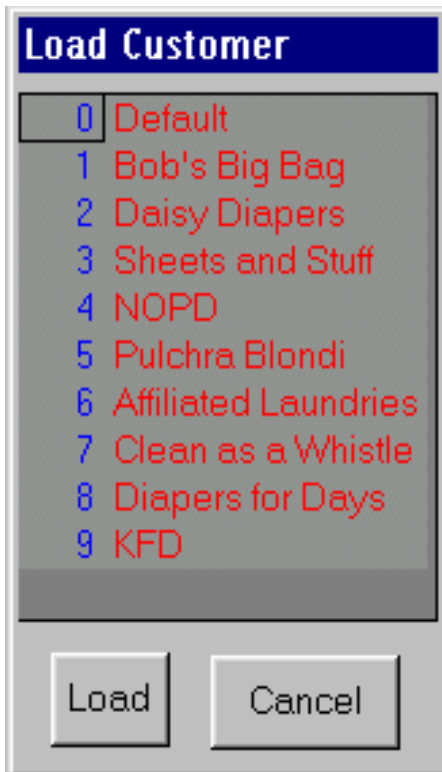 Load Customer
0 Default
1 Bob's Big Bag
2 Daisy Diapers
3 Sheets and Stuff
4 NOPD
5 Pulchra Blondi
6 Affiliated Laundries
7 Clean as a Whistle
8 Diapers for Days
9 KFD
Load Cancel